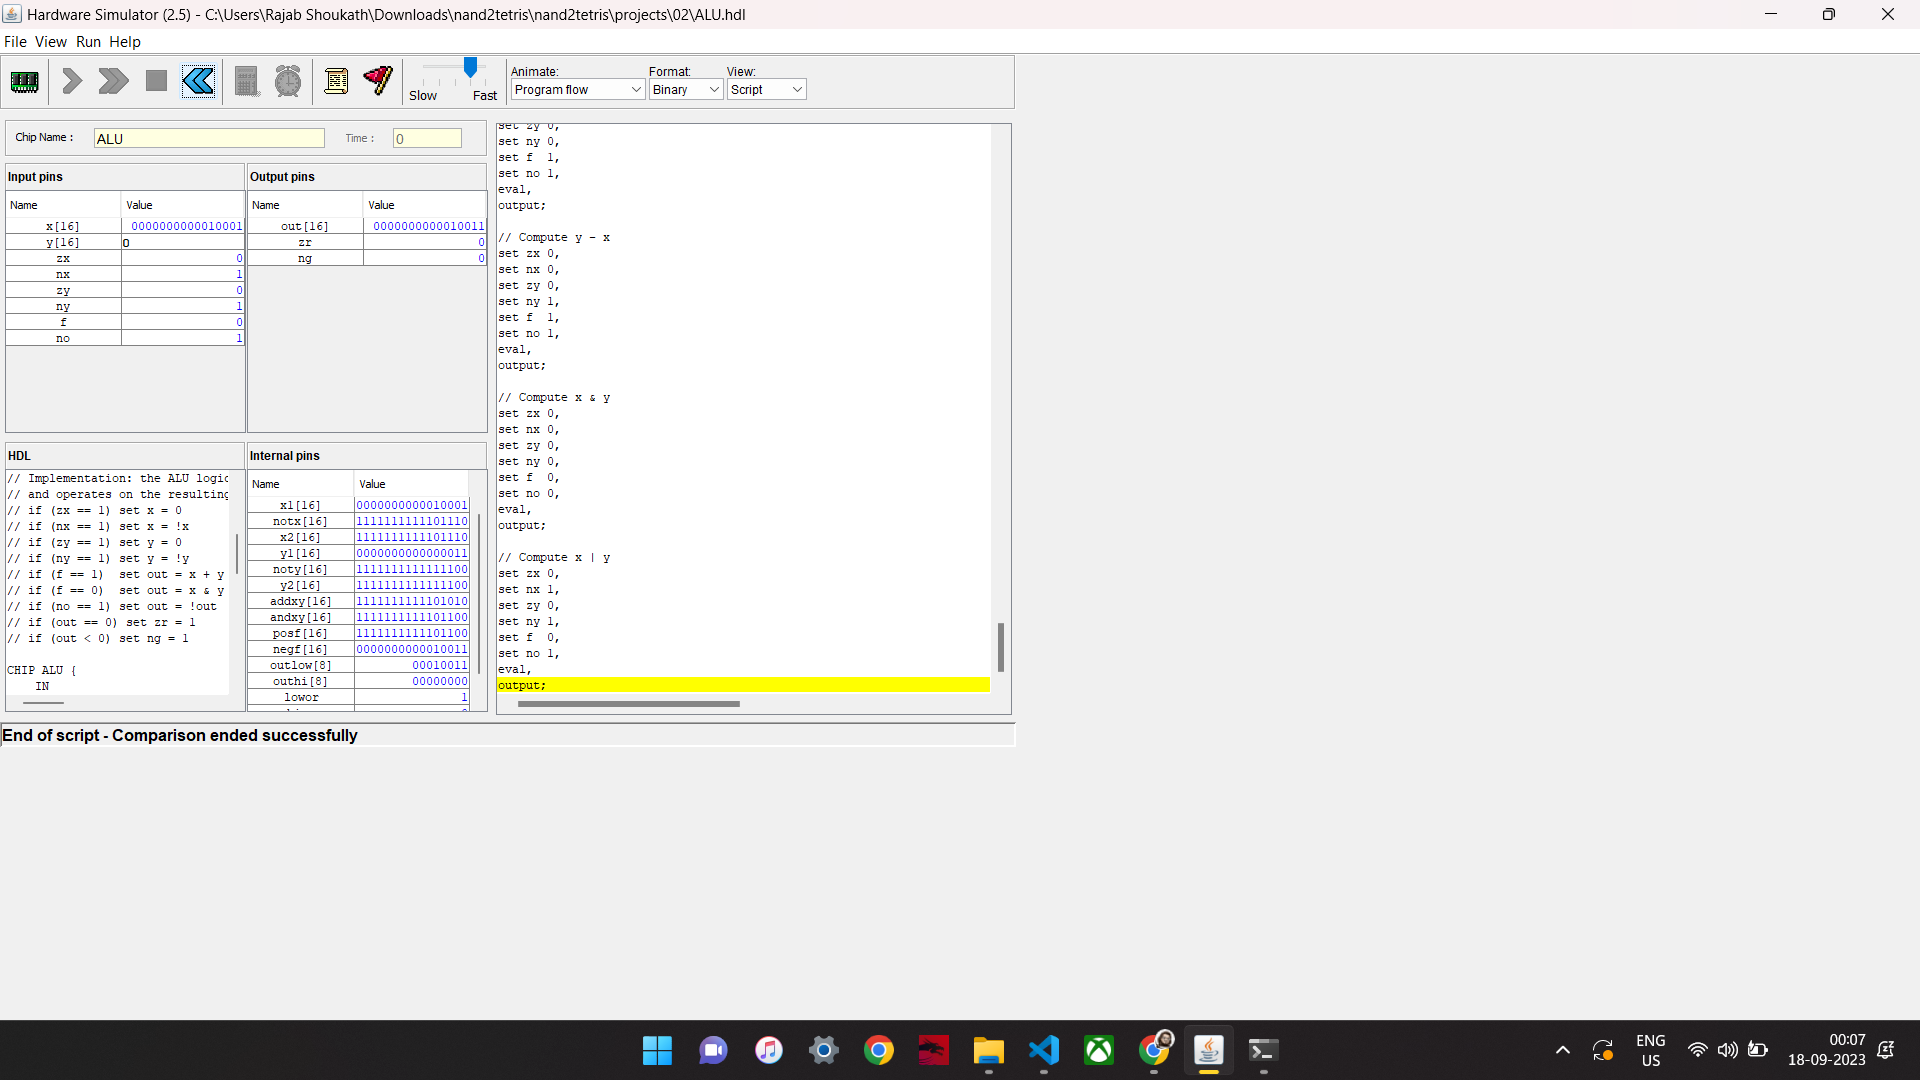 Hardware Simulator (2.5) - C:\Users\Rajab Shoukath\Downloads\nand2tetris\nand2tetris\projects\02\ALU.hdl
File View Run Help
Slow Fast
Animate: Format: View:
Program flow Binary Script
Chip Name : ALU Time : 0
Input pins
Name Value
x[16] 0000000000010001
y[16] 0
zx 0
nx 1
zy 0
ny 1
f 0
no 1
Output pins
Name Value
out[16] 0000000000010011
zr 0
ng 0
HDL
// Implementation: the ALU logic
// and operates on the resulting
// if (zx == 1) set x = 0
// if (nx == 1) set x = !x
// if (zy == 1) set y = 0
// if (ny == 1) set y = !y
// if (f == 1)  set out = x + y
// if (f == 0)  set out = x & y
// if (no == 1) set out = !out
// if (out == 0) set zr = 1
// if (out < 0) set ng = 1
CHIP ALU {
IN
Internal pins
Name Value
x1[16] 0000000000010001
notx[16] 1111111111101110
x2[16] 1111111111101110
y1[16] 0000000000000011
noty[16] 1111111111111100
y2[16] 1111111111111100
addxy[16] 1111111111101010
andxy[16] 1111111111101100
posf[16] 1111111111101100
negf[16] 0000000000010011
outlow[8] 00010011
outhi[8] 00000000
lowor 1
set zy 0,
set ny 0,
set f  1,
set no 1,
eval,
output;
// Compute y - x
set zx 0,
set nx 0,
set zy 0,
set ny 1,
set f  1,
set no 1,
eval,
output;
// Compute x & y
set zx 0,
set nx 0,
set zy 0,
set ny 0,
set f  0,
set no 0,
eval,
output;
// Compute x | y
set zx 0,
set nx 1,
set zy 0,
set ny 1,
set f  0,
set no 1,
eval,
output;
End of script - Comparison ended successfully
ENG
US
00:07
18-09-2023